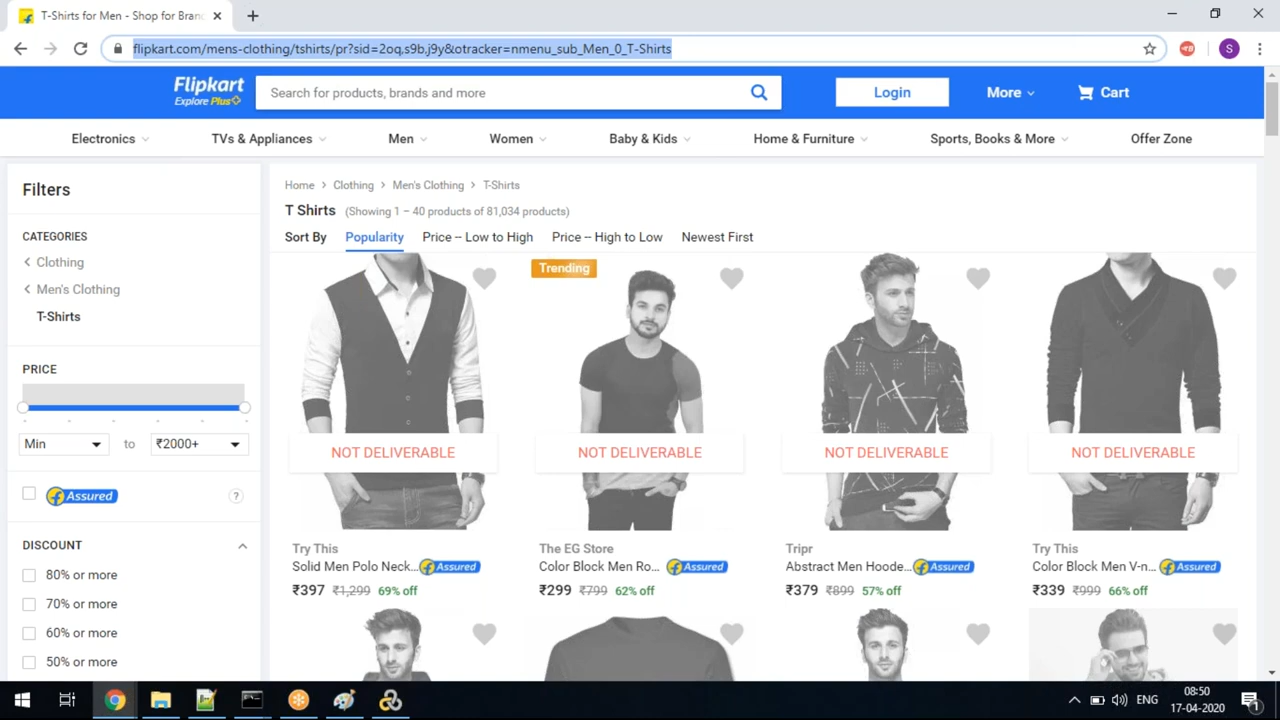 T-Shirts for Men - Shop for Branc
flipkart.com/mens-clothing/tshirts/pr?sid=2oq,s9b,j9y&otracker=nmenu_sub_Men_0_T-Shirts
S
Flipkart
Explore Plus
Search for products, brands and more
Login
More
Cart
Electronics
TVs & Appliances
Men
Women
Baby & Kids
Home & Furniture
Sports, Books & More
Offer Zone
Filters
CATEGORIES
Clothing
Men's Clothing
T-Shirts
PRICE
Min
to
₹2000+
Assured
?
DISCOUNT
80% or more
70% or more
60% or more
50% or more
Home > Clothing > Men's Clothing > T-Shirts
T Shirts (Showing 1 – 40 products of 81,034 products)
Sort By Popularity Price -- Low to High Price -- High to Low Newest First
Trending
NOT DELIVERABLE
NOT DELIVERABLE
NOT DELIVERABLE
NOT DELIVERABLE
Try This
Solid Men Polo Neck... Assured
₹397 ₹1,299 69% off
The EG Store
Color Block Men Ro... Assured
₹299 ₹799 62% off
Tripr
Abstract Men Hoode... Assured
₹379 ₹899 57% off
Try This
Color Block Men V-n... Assured
₹339 ₹999 66% off
ENG
08:50
17-04-2020
1